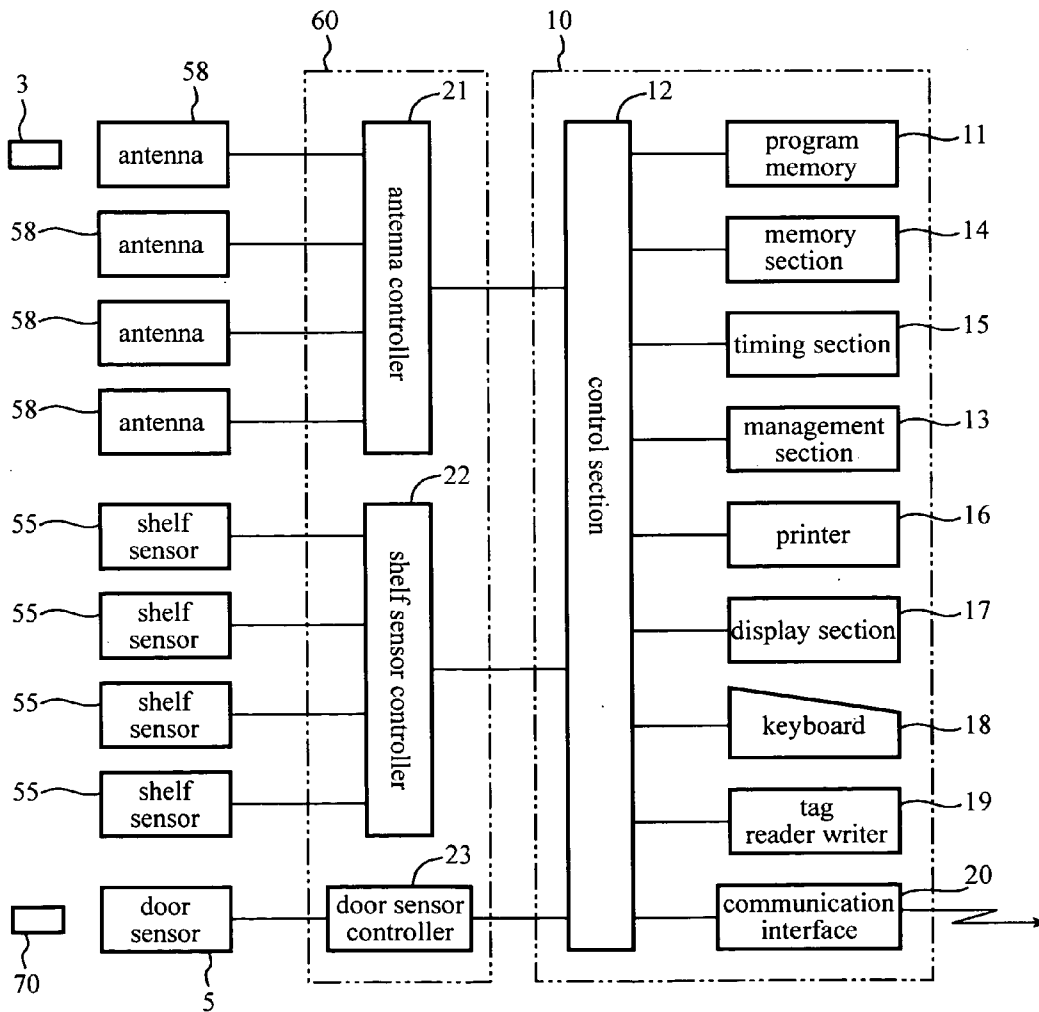 60
10
3
58
21
12
antenna
program
memory
11
58
antenna
memory
section
14
58
antenna
timing section
15
58
antenna
antenna controller
control section
management
section
13
22
55
shelf
sensor
printer
16
55
shelf
sensor
display section
17
55
shelf
sensor
shelf sensor controller
keyboard
18
55
shelf
sensor
tag
reader writer
19
23
20
door
sensor
door sensor
controller
communication
interface
70
5